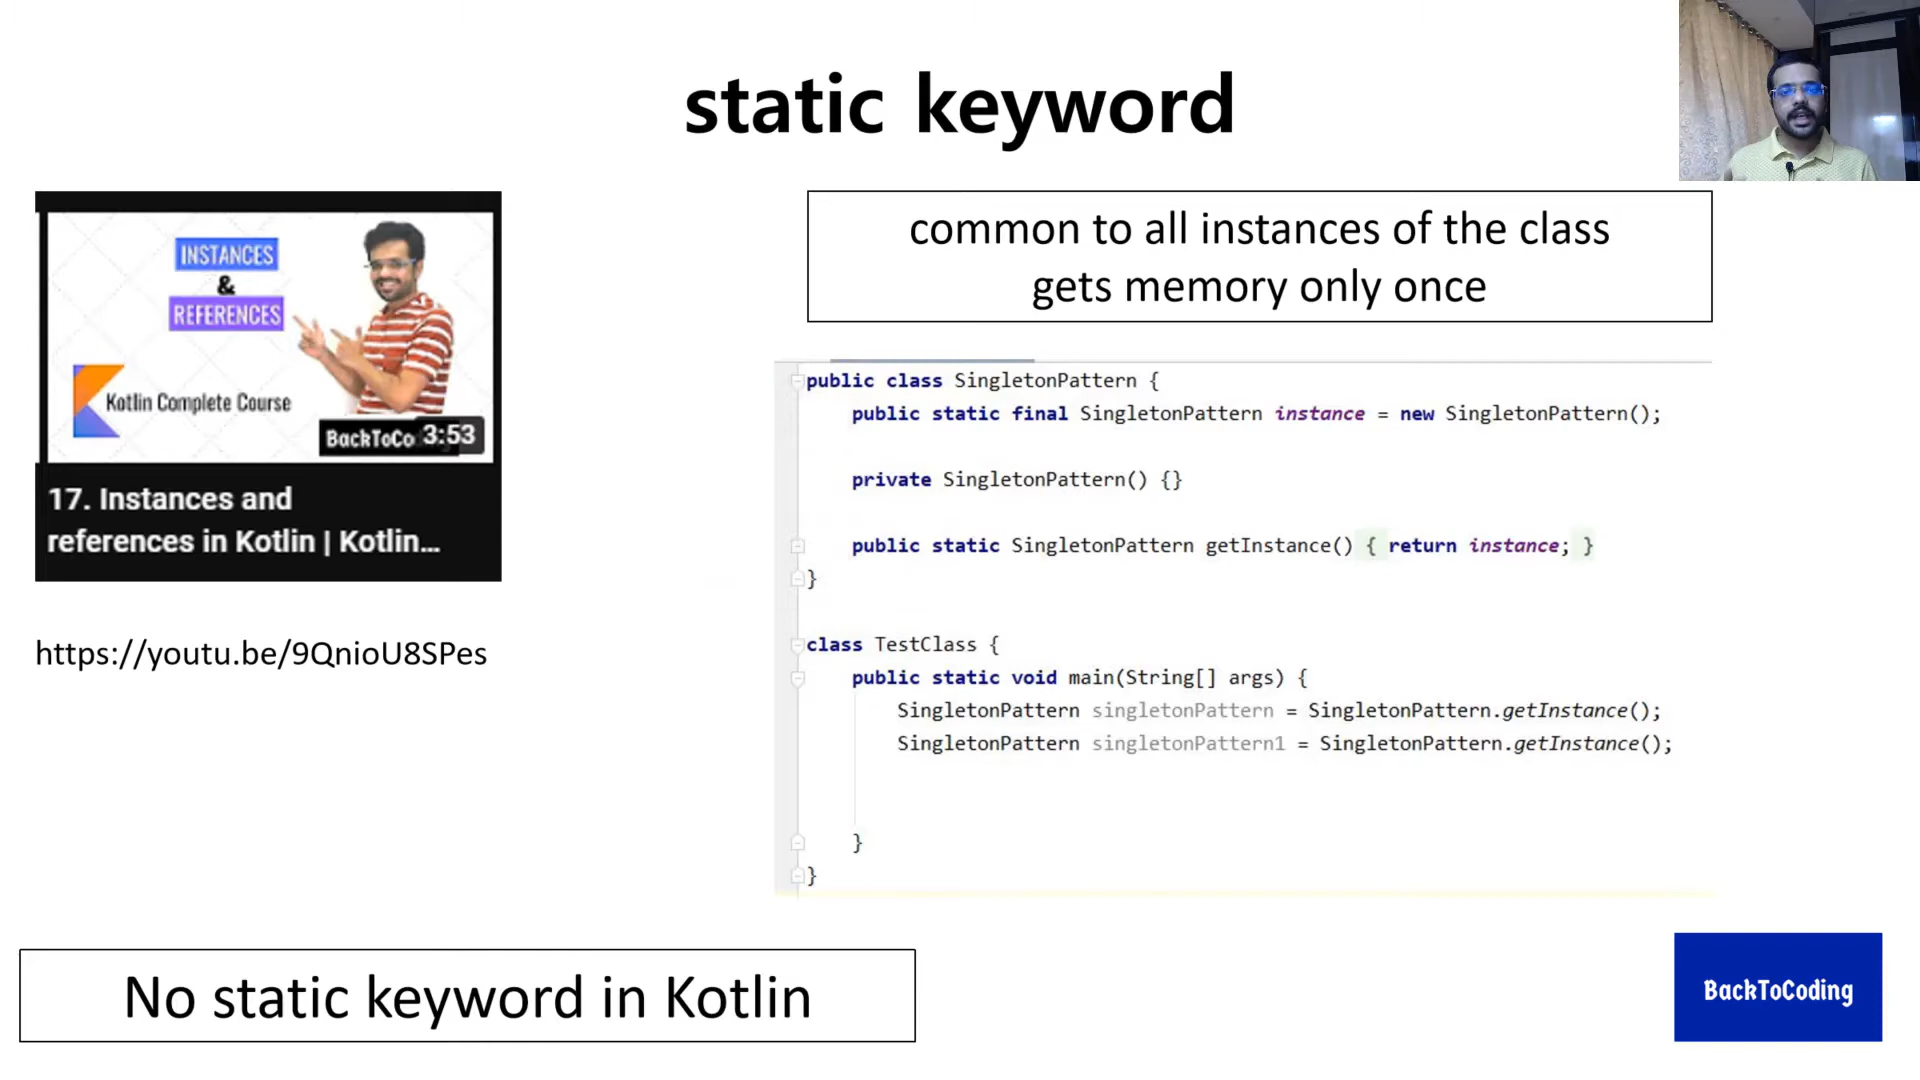 static keyword
INSTANCES
&
REFERENCES
Kotlin Complete Course
BackToCo
3:53
17. Instances and
references in Kotlin | Kotlin...
https://youtu.be/9QnioU8SPes
common to all instances of the class
gets memory only once
public class SingletonPattern {
public static final SingletonPattern instance = new SingletonPattern();
private SingletonPattern() {}
public static SingletonPattern getInstance() { return instance; }
}
class TestClass {
public static void main(String[] args) {
SingletonPattern singletonPattern = SingletonPattern.getInstance();
SingletonPattern singletonPattern1 = SingletonPattern.getInstance();
}
}
No static keyword in Kotlin
BackToCoding